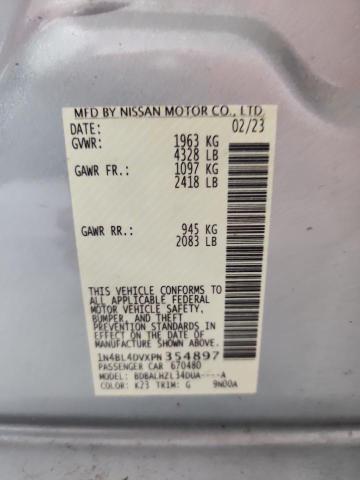 MFD BY NISSAN MOTOR CO., LTD.
DATE: 02/23
GVWR: 1963 KG
4328 LB
GAWR FR.: 1097 KG
2418 LB
GAWR RR.: 945 KG
2083 LB
THIS VEHICLE CONFORMS TO
ALL APPLICABLE FEDERAL
MOTOR VEHICLE SAFETY,
BUMPER, AND THEFT
PREVENTION STANDARDS IN
EFFECT ON THE DATE OF
MANUFACTURE SHOWN ABOVE.
1N4BL4DVXPN354897
PASSENGER CAR 670480
MODEL: BDBALHZL34DUA----A
COLOR: K23 TRIM: G 9N00A